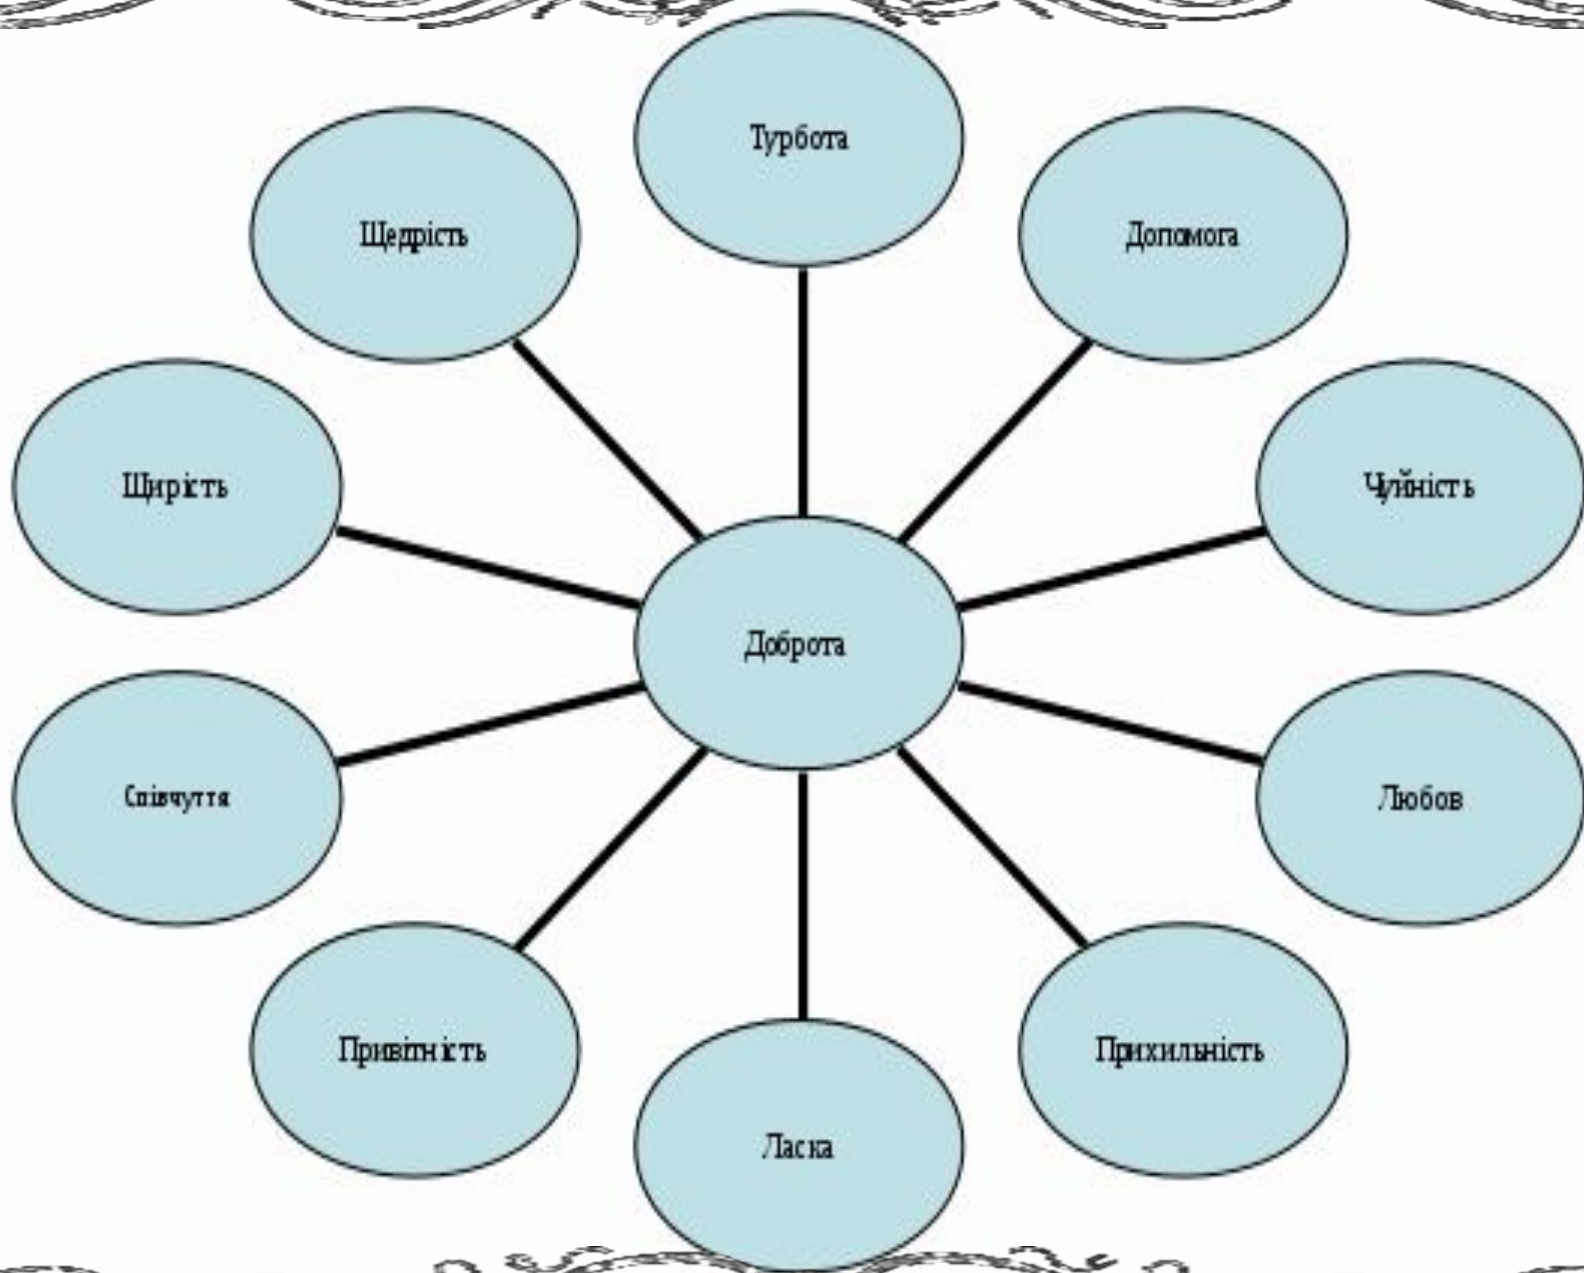 Турбота
Щедрість
Допомога
Щирість
Чуйність
Доброта
Співчуття
Любов
Привітність
Прихильність
Ласка